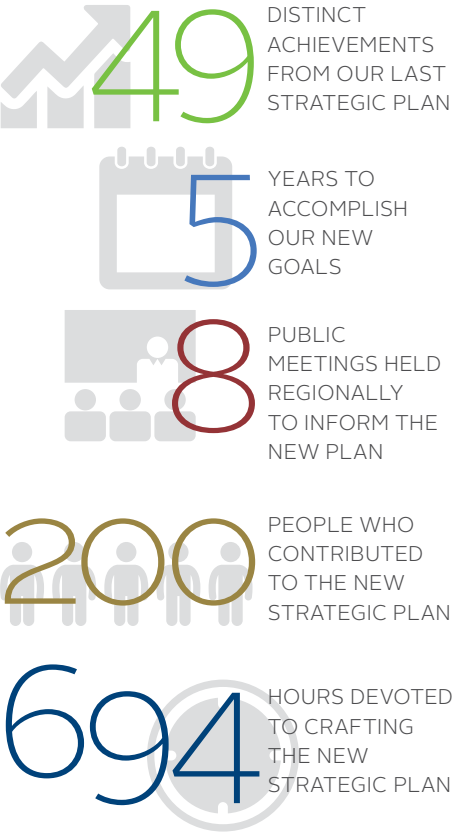 49
DISTINCT
ACHIEVEMENTS
FROM OUR LAST
STRATEGIC PLAN
5
YEARS TO
ACCOMPLISH
OUR NEW
GOALS
8
PUBLIC
MEETINGS HELD
REGIONALLY
TO INFORM THE
NEW PLAN
200
PEOPLE WHO
CONTRIBUTED
TO THE NEW
STRATEGIC PLAN
694
HOURS DEVOTED
TO CRAFTING
THE NEW
STRATEGIC PLAN